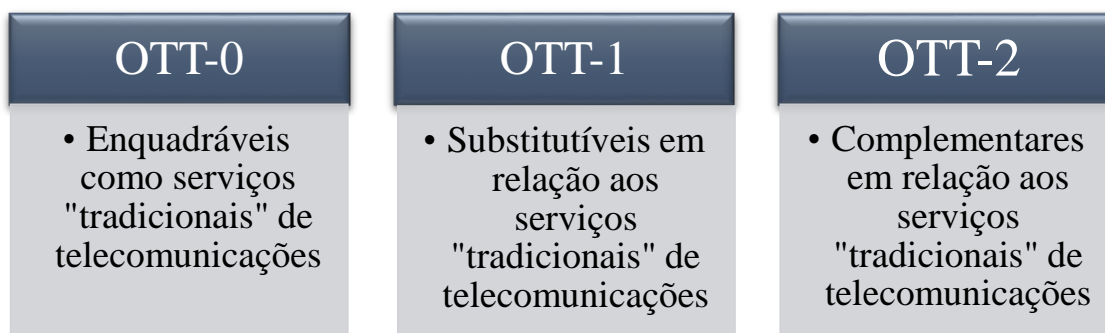 OTT-0
• Enquadráveis
como serviços
"tradicionais" de
telecomunicações
OTT-1
• Substitutíveis em
relação aos
serviços
"tradicionais" de
telecomunicações
OTT-2
• Complementares
em relação aos
serviços
"tradicionais" de
telecomunicações